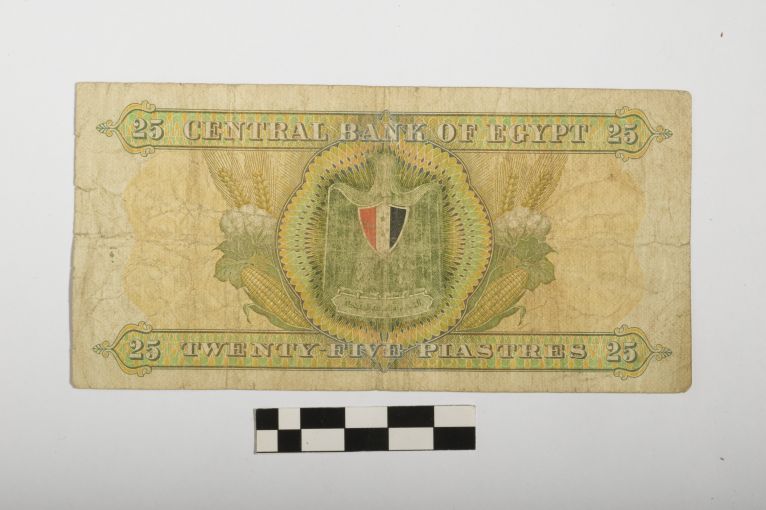 25 CENTRAL BANK OF EGYPT 25
25 TWENTY-FIVE PIASTRES 25